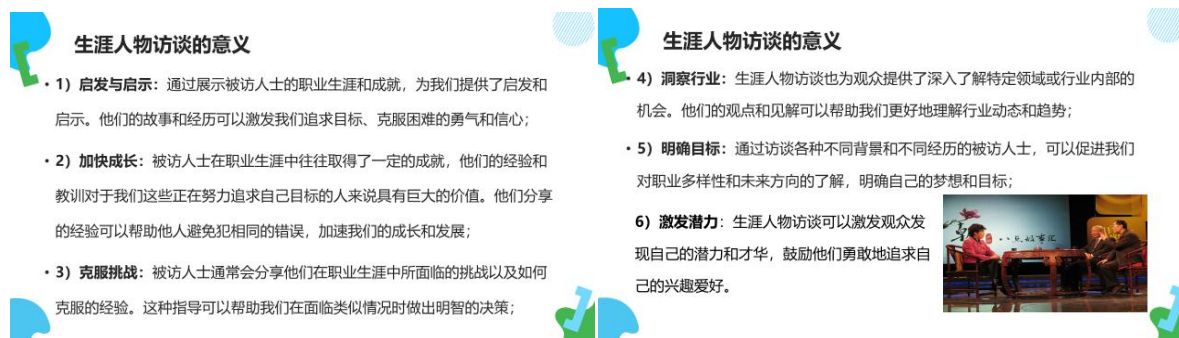 生涯人物访谈的意义
• 1）启发与启示：通过展示被访人士的职业生涯和成就，为我们提供了启发和
启示。他们的故事和经历可以激发我们追求目标、克服困难的勇气和信心；
• 2）加快成长：被访人士在职业生涯中往往取得了一定的成就，他们的经验和
教训对于我们这些正在努力追求自己目标的人来说具有巨大的价值。他们分享
的经验可以帮助他人避免犯相同的错误，加速我们的成长和发展；
• 3）克服挑战：被访人士通常会分享他们在职业生涯中所面临的挑战以及如何
克服的经验。这种指导可以帮助我们在面临类似情况时做出明智的决策；
生涯人物访谈的意义
• 4）洞察行业：生涯人物访谈也为观众提供了深入了解特定领域或行业内部的
机会。他们的观点和见解可以帮助我们更好地理解行业动态和趋势；
• 5）明确目标：通过访谈各种不同背景和不同经历的被访人士，可以促进我们
对职业多样性和未来方向的了解，明确自己的梦想和目标；
6）激发潜力：生涯人物访谈可以激发观众发
现自己的潜力和才华，鼓励他们勇敢地追求自
己的兴趣爱好。